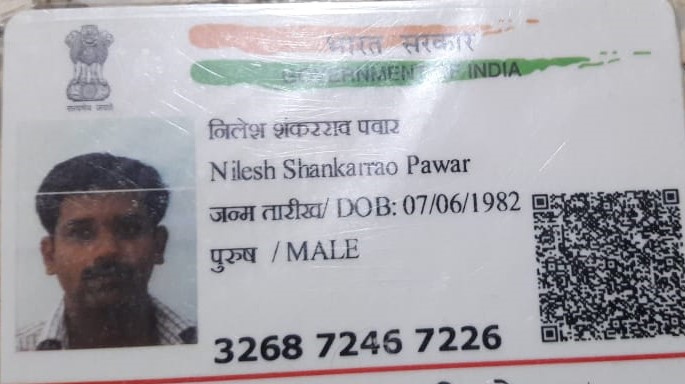 भारत सरकार
GOVERNMENT OF INDIA
सत्यमेव जयते
निलेश शंकरराव पवार
Nilesh Shankarrao Pawar
जन्म तारीख/ DOB: 07/06/1982
पुरुष / MALE
3268 7246 7226